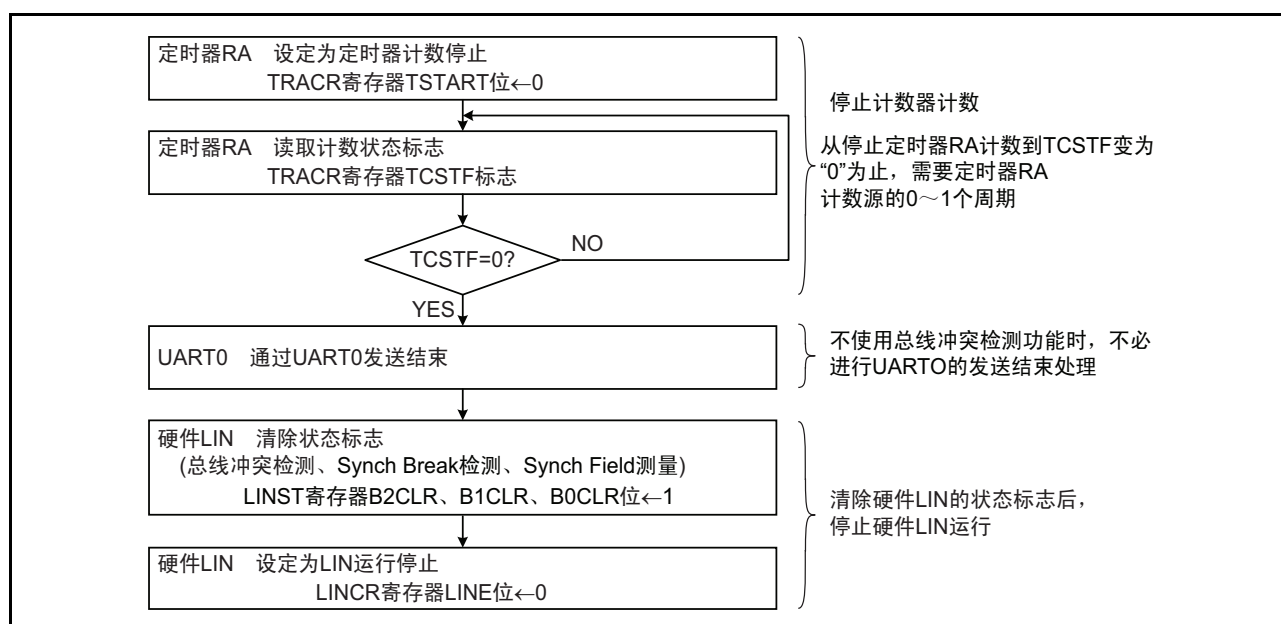 定时器RA　设定为定时器计数停止
TRACR寄存器TSTART位←0
停止计数器计数
定时器RA　读取计数状态标志
TRACR寄存器TCSTF标志
从停止定时器RA计数到TCSTF变为
“0”为止，需要定时器RA
计数源的0～1个周期
TCSTF=0?
NO
YES
UART0　通过UART0发送结束
不使用总线冲突检测功能时，不必
进行UARTO的发送结束处理
硬件LIN　清除状态标志
(总线冲突检测、Synch Break检测、Synch Field测量)
LINST寄存器B2CLR、B1CLR、B0CLR位←1
清除硬件LIN的状态标志后，
停止硬件LIN运行
硬件LIN　设定为LIN运行停止
LINCR寄存器LINE位←0